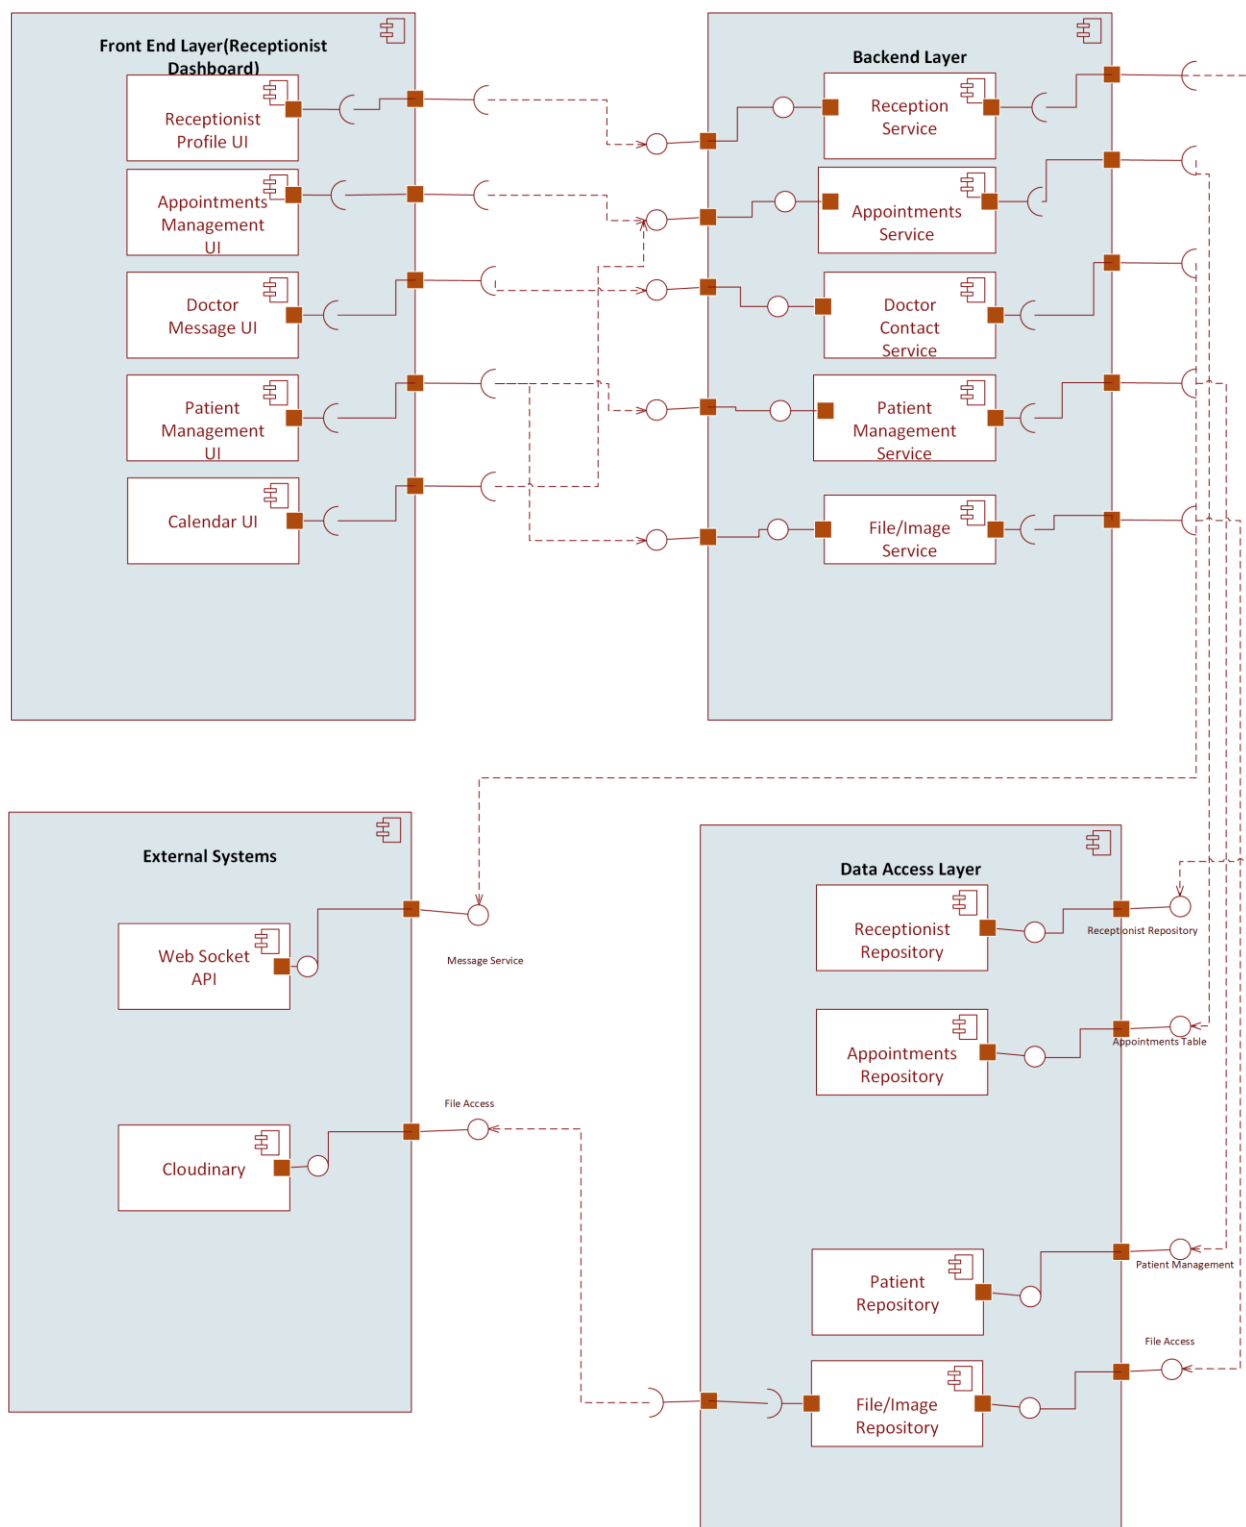 Front End Layer(Receptionist
Dashboard)
Receptionist
Profile UI
Appointments
Management
UI
Doctor
Message UI
Patient
Management
UI
Calendar UI
Backend Layer
Reception
Service
Appointments
Service
Doctor
Contact
Service
Patient
Management
Service
File/Image
Service
External Systems
Web Socket
API
Message Service
File Access
Cloudinary
Data Access Layer
Receptionist
Repository
Receptionist Repository
Appointments
Repository
Appointments Table
Patient
Repository
Patient Management
File Access
File/Image
Repository